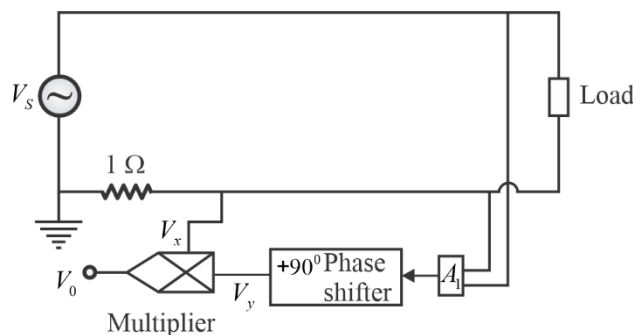 V_S
Load
1 Ω
V_x
V_0
V_y
+90⁰ Phase
shifter
A_1
Multiplier